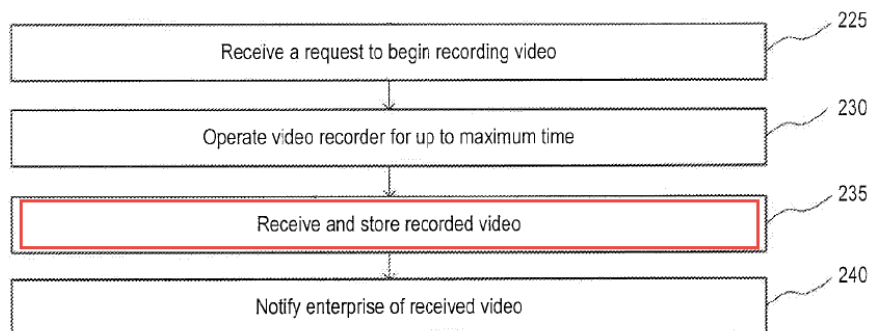 225
Receive a request to begin recording video
230
Operate video recorder for up to maximum time
235
Receive and store recorded video
240
Notify enterprise of received video